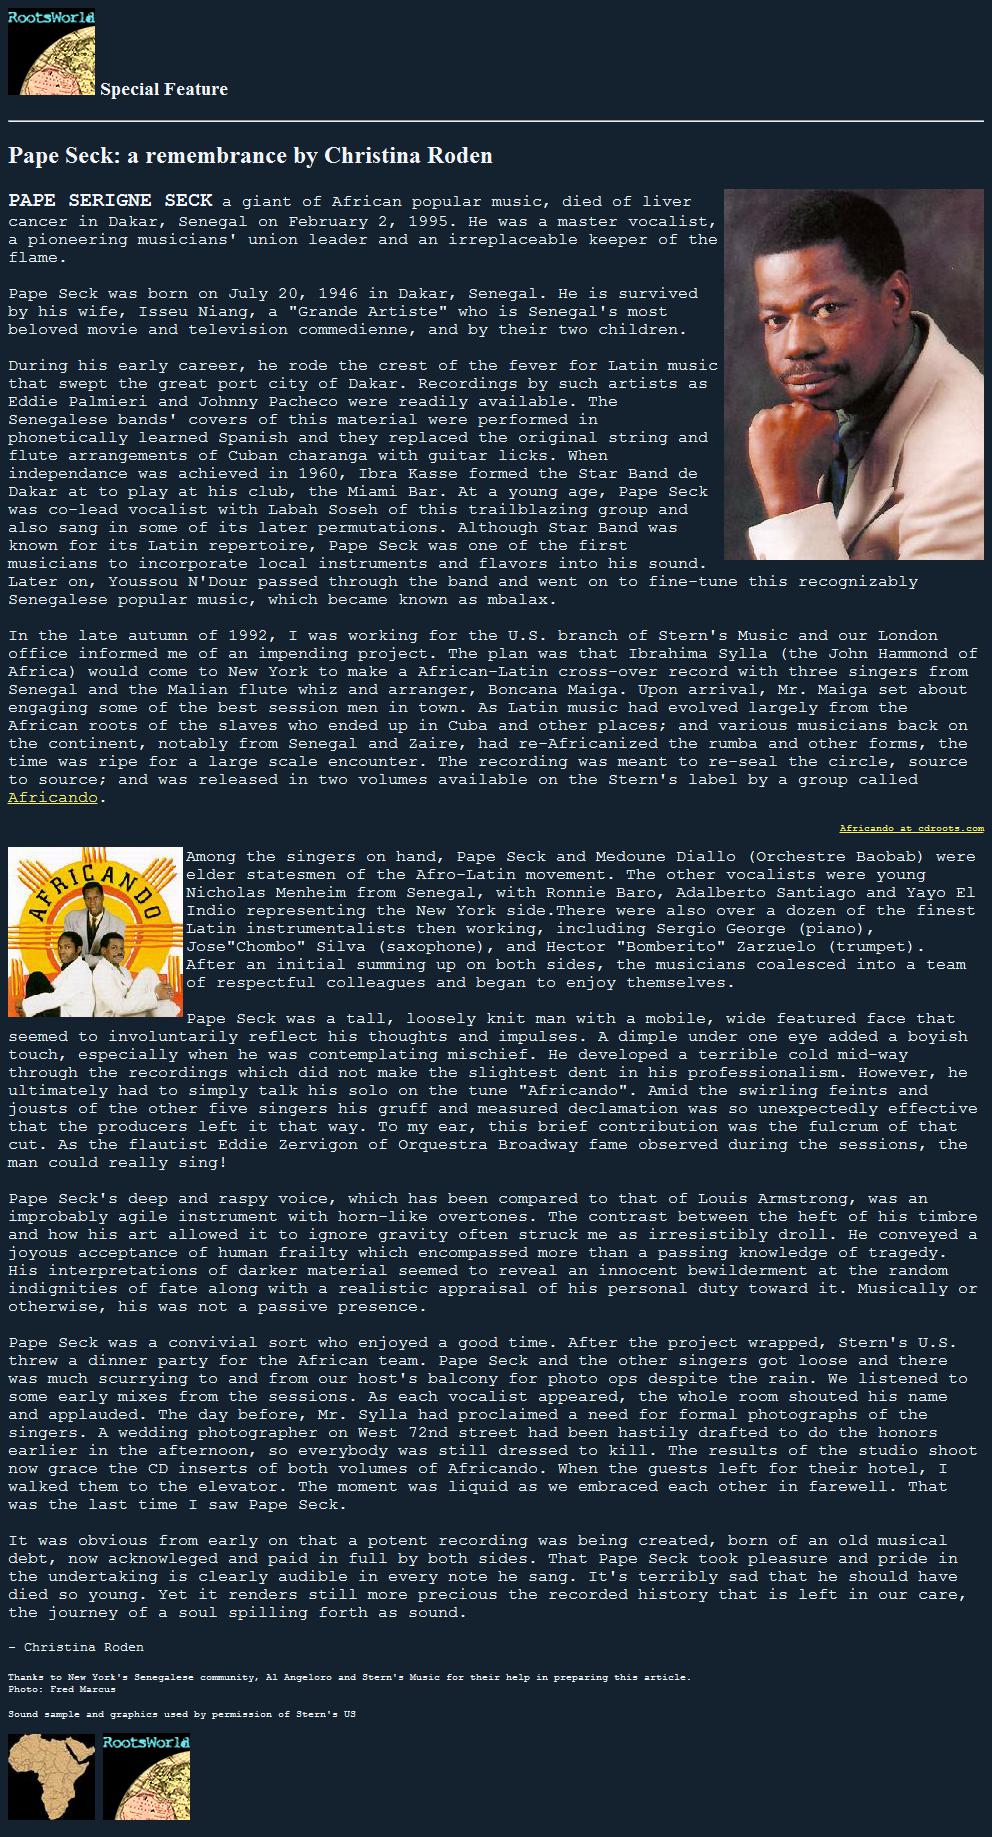 RootsWorld
Special Feature
Pape Seck: a remembrance by Christina Roden
PAPE SERIGNE SECK a giant of African popular music, died of liver
cancer in Dakar, Senegal on February 2, 1995. He was a master vocalist,
a pioneering musicians' union leader and an irreplaceable keeper of the
flame.
Pape Seck was born on July 20, 1946 in Dakar, Senegal. He is survived
by his wife, Isseu Niang, a "Grande Artiste" who is Senegal's most
beloved movie and television commedienne, and by their two children.
During his early career, he rode the crest of the fever for Latin music
that swept the great port city of Dakar. Recordings by such artists as
Eddie Palmieri and Johnny Pacheco were readily available. The
Senegalese bands' covers of this material were performed in
phonetically learned Spanish and they replaced the original string and
flute arrangements of Cuban charanga with guitar licks. When
independance was achieved in 1960, Ibra Kasse formed the Star Band de
Dakar at to play at his club, the Miami Bar. At a young age, Pape Seck
was co-lead vocalist with Labah Soseh of this trailblazing group and
also sang in some of its later permutations. Although Star Band was
known for its Latin repertoire, Pape Seck was one of the first
musicians to incorporate local instruments and flavors into his sound.
Later on, Youssou N'Dour passed through the band and went on to fine-tune this recognizably
Senegalese popular music, which became known as mbalax.
In the late autumn of 1992, I was working for the U.S. branch of Stern's Music and our London
office informed me of an impending project. The plan was that Ibrahima Sylla (the John Hammond of
Africa) would come to New York to make a African-Latin cross-over record with three singers from
Senegal and the Malian flute whiz and arranger, Boncana Maiga. Upon arrival, Mr. Maiga set about
engaging some of the best session men in town. As Latin music had evolved largely from the
African roots of the slaves who ended up in Cuba and other places; and various musicians back on
the continent, notably from Senegal and Zaire, had re-Africanized the rumba and other forms, the
time was ripe for a large scale encounter. The recording was meant to re-seal the circle, source
to source; and was released in two volumes available on the Stern's label by a group called
Africando.
Africando at cdroots.com
AFRICANDO
Among the singers on hand, Pape Seck and Medoune Diallo (Orchestre Baobab) were
elder statesmen of the Afro-Latin movement. The other vocalists were young
Nicholas Menheim from Senegal, with Ronnie Baro, Adalberto Santiago and Yayo El
Indio representing the New York side.There were also over a dozen of the finest
Latin instrumentalists then working, including Sergio George (piano),
Jose"Chombo" Silva (saxophone), and Hector "Bomberito" Zarzuelo (trumpet).
After an initial summing up on both sides, the musicians coalesced into a team
of respectful colleagues and began to enjoy themselves.
Pape Seck was a tall, loosely knit man with a mobile, wide featured face that
seemed to involuntarily reflect his thoughts and impulses. A dimple under one eye added a boyish
touch, especially when he was contemplating mischief. He developed a terrible cold mid-way
through the recordings which did not make the slightest dent in his professionalism. However, he
ultimately had to simply talk his solo on the tune "Africando". Amid the swirling feints and
jousts of the other five singers his gruff and measured declamation was so unexpectedly effective
that the producers left it that way. To my ear, this brief contribution was the fulcrum of that
cut. As the flautist Eddie Zervigon of Orquestra Broadway fame observed during the sessions, the
man could really sing!
Pape Seck's deep and raspy voice, which has been compared to that of Louis Armstrong, was an
improbably agile instrument with horn-like overtones. The contrast between the heft of his timbre
and how his art allowed it to ignore gravity often struck me as irresistibly droll. He conveyed a
joyous acceptance of human frailty which encompassed more than a passing knowledge of tragedy.
His interpretations of darker material seemed to reveal an innocent bewilderment at the random
indignities of fate along with a realistic appraisal of his personal duty toward it. Musically or
otherwise, his was not a passive presence.
Pape Seck was a convivial sort who enjoyed a good time. After the project wrapped, Stern's U.S.
threw a dinner party for the African team. Pape Seck and the other singers got loose and there
was much scurrying to and from our host's balcony for photo ops despite the rain. We listened to
some early mixes from the sessions. As each vocalist appeared, the whole room shouted his name
and applauded. The day before, Mr. Sylla had proclaimed a need for formal photographs of the
singers. A wedding photographer on West 72nd street had been hastily drafted to do the honors
earlier in the afternoon, so everybody was still dressed to kill. The results of the studio shoot
now grace the CD inserts of both volumes of Africando. When the guests left for their hotel, I
walked them to the elevator. The moment was liquid as we embraced each other in farewell. That
was the last time I saw Pape Seck.
It was obvious from early on that a potent recording was being created, born of an old musical
debt, now acknowleged and paid in full by both sides. That Pape Seck took pleasure and pride in
the undertaking is clearly audible in every note he sang. It's terribly sad that he should have
died so young. Yet it renders still more precious the recorded history that is left in our care,
the journey of a soul spilling forth as sound.
- Christina Roden
Thanks to New York's Senegalese community, Al Angeloro and Stern's Music for their help in preparing this article.
Photo: Fred Marcus
Sound sample and graphics used by permission of Stern's US
RootsWorld